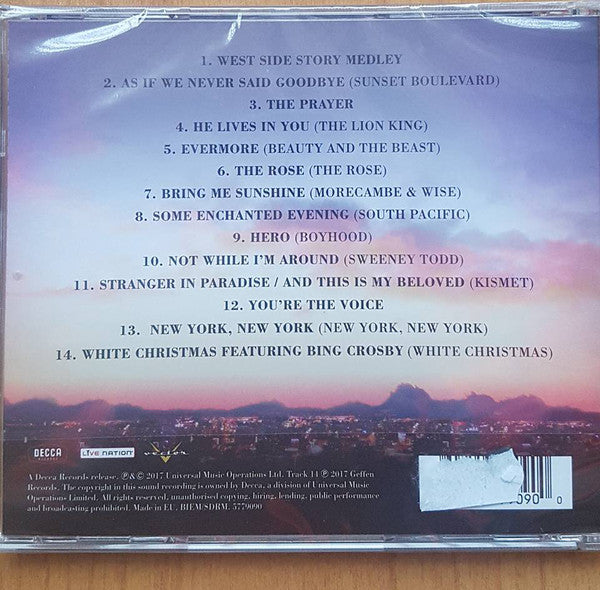 1. WEST SIDE STORY MEDLEY
2. AS IF WE NEVER SAID GOODBYE (SUNSET BOULEVARD)
3. THE PRAYER
4. HE LIVES IN YOU (THE LION KING)
5. EVERMORE (BEAUTY AND THE BEAST)
6. THE ROSE (THE ROSE)
7. BRING ME SUNSHINE (MORECAMBE & WISE)
8. SOME ENCHANTED EVENING (SOUTH PACIFIC)
9. HERO (BOYHOOD)
10. NOT WHILE I'M AROUND (SWEENEY TODD)
11. STRANGER IN PARADISE / AND THIS IS MY BELOVED (KISMET)
12. YOU'RE THE VOICE
13. NEW YORK, NEW YORK (NEW YORK, NEW YORK)
14. WHITE CHRISTMAS FEATURING BING CROSBY (WHITE CHRISTMAS)
DECCA LIVE NATION vector
RECORDS
A Decca Records release. ℗&© 2017 Universal Music Operations Ltd. Track 14 ℗ 2017 Geffen
Records. The copyright in this sound recording is owned by Decca, a division of Universal Music
Operations Limited. All rights reserved, unauthorised copying, hiring, lending, public performance
and broadcasting prohibited. Made in EU. BIEM/SDRM. 5779090
090 0